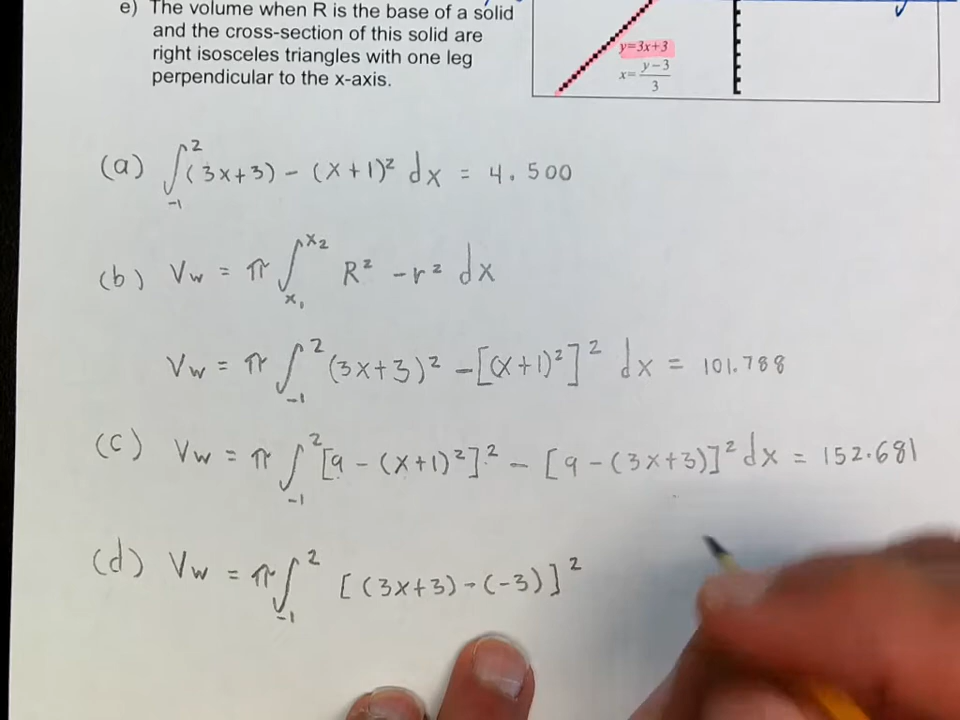 e) The volume when R is the base of a solid
and the cross-section of this solid are
right isosceles triangles with one leg
perpendicular to the x-axis.
y=3x+3
x= y−3 / 3
(a) ∫₋₁² (3x+3) − (x+1)² dx = 4.500
(b) Vw = π ∫ₓ₁ˣ² R² − r² dx
Vw = π ∫₋₁² (3x+3)² − [(x+1)²]² dx = 101.788
(c) Vw = π ∫₋₁² [9 − (x+1)²]² − [9 − (3x+3)]² dx = 152.681
(d) Vw = π ∫₋₁² [(3x+3) − (−3)]²